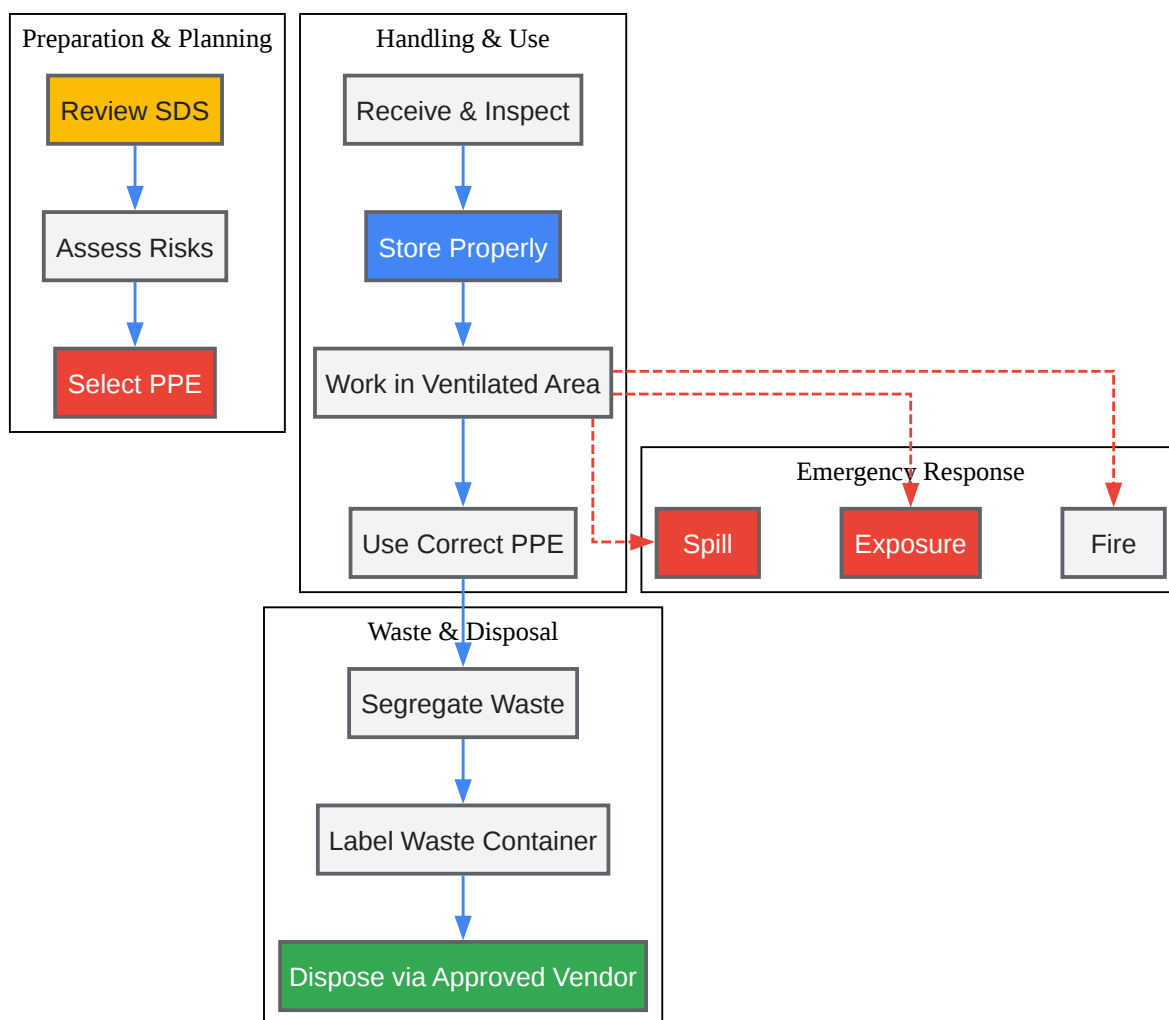 Preparation & Planning
Review SDS
Assess Risks
Select PPE
Handling & Use
Receive & Inspect
Store Properly
Work in Ventilated Area
Use Correct PPE
Emergency Response
Spill
Exposure
Fire
Waste & Disposal
Segregate Waste
Label Waste Container
Dispose via Approved Vendor